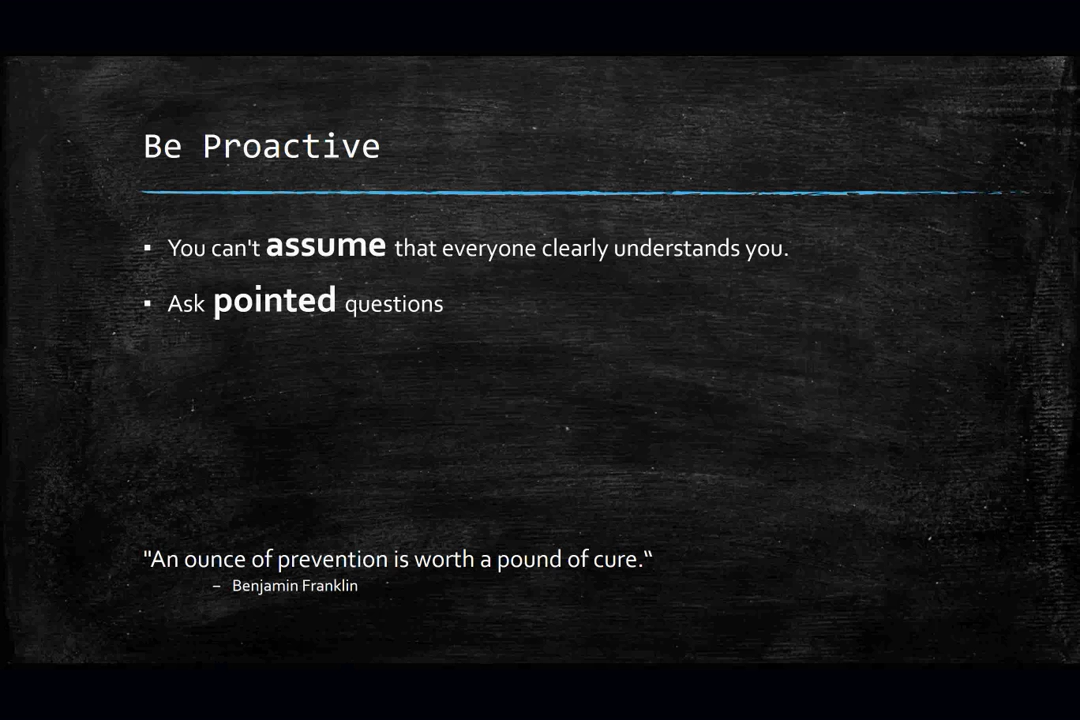 Be Proactive
▪ You can't assume that everyone clearly understands you.
▪ Ask pointed questions
"An ounce of prevention is worth a pound of cure.“
– Benjamin Franklin